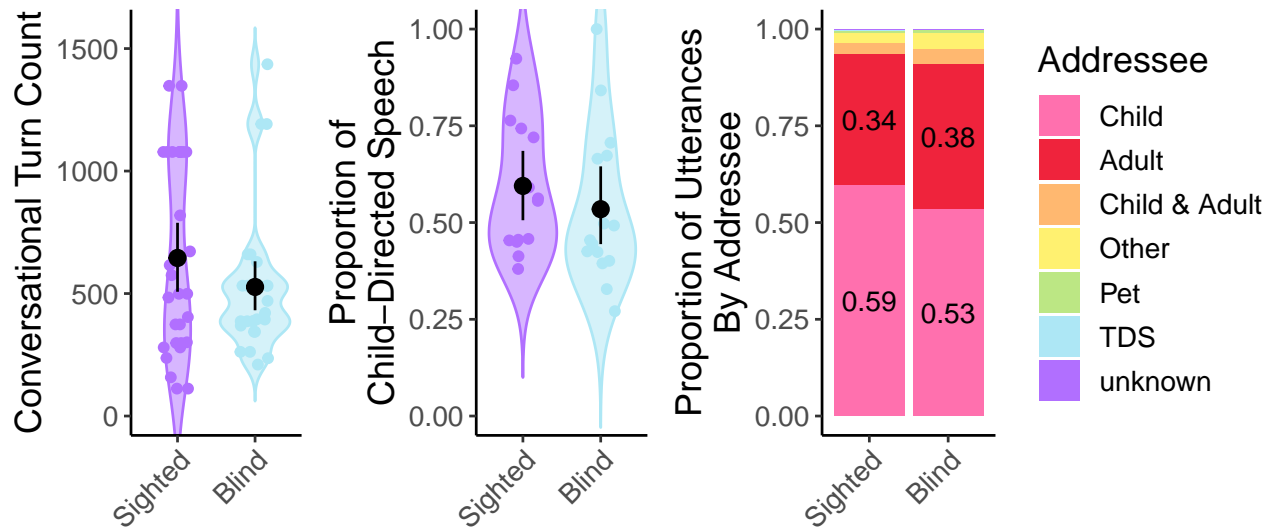 Conversational Turn Count
1500
1000
500
0
Sighted
Blind
Proportion of
Child−Directed Speech
1.00
0.75
0.50
0.25
0.00
Sighted
Blind
Proportion of Utterances
By Addressee
1.00
0.75
0.50
0.25
0.00
0.34
0.38
0.59
0.53
Sighted
Blind
Addressee
Child
Adult
Child & Adult
Other
Pet
TDS
unknown